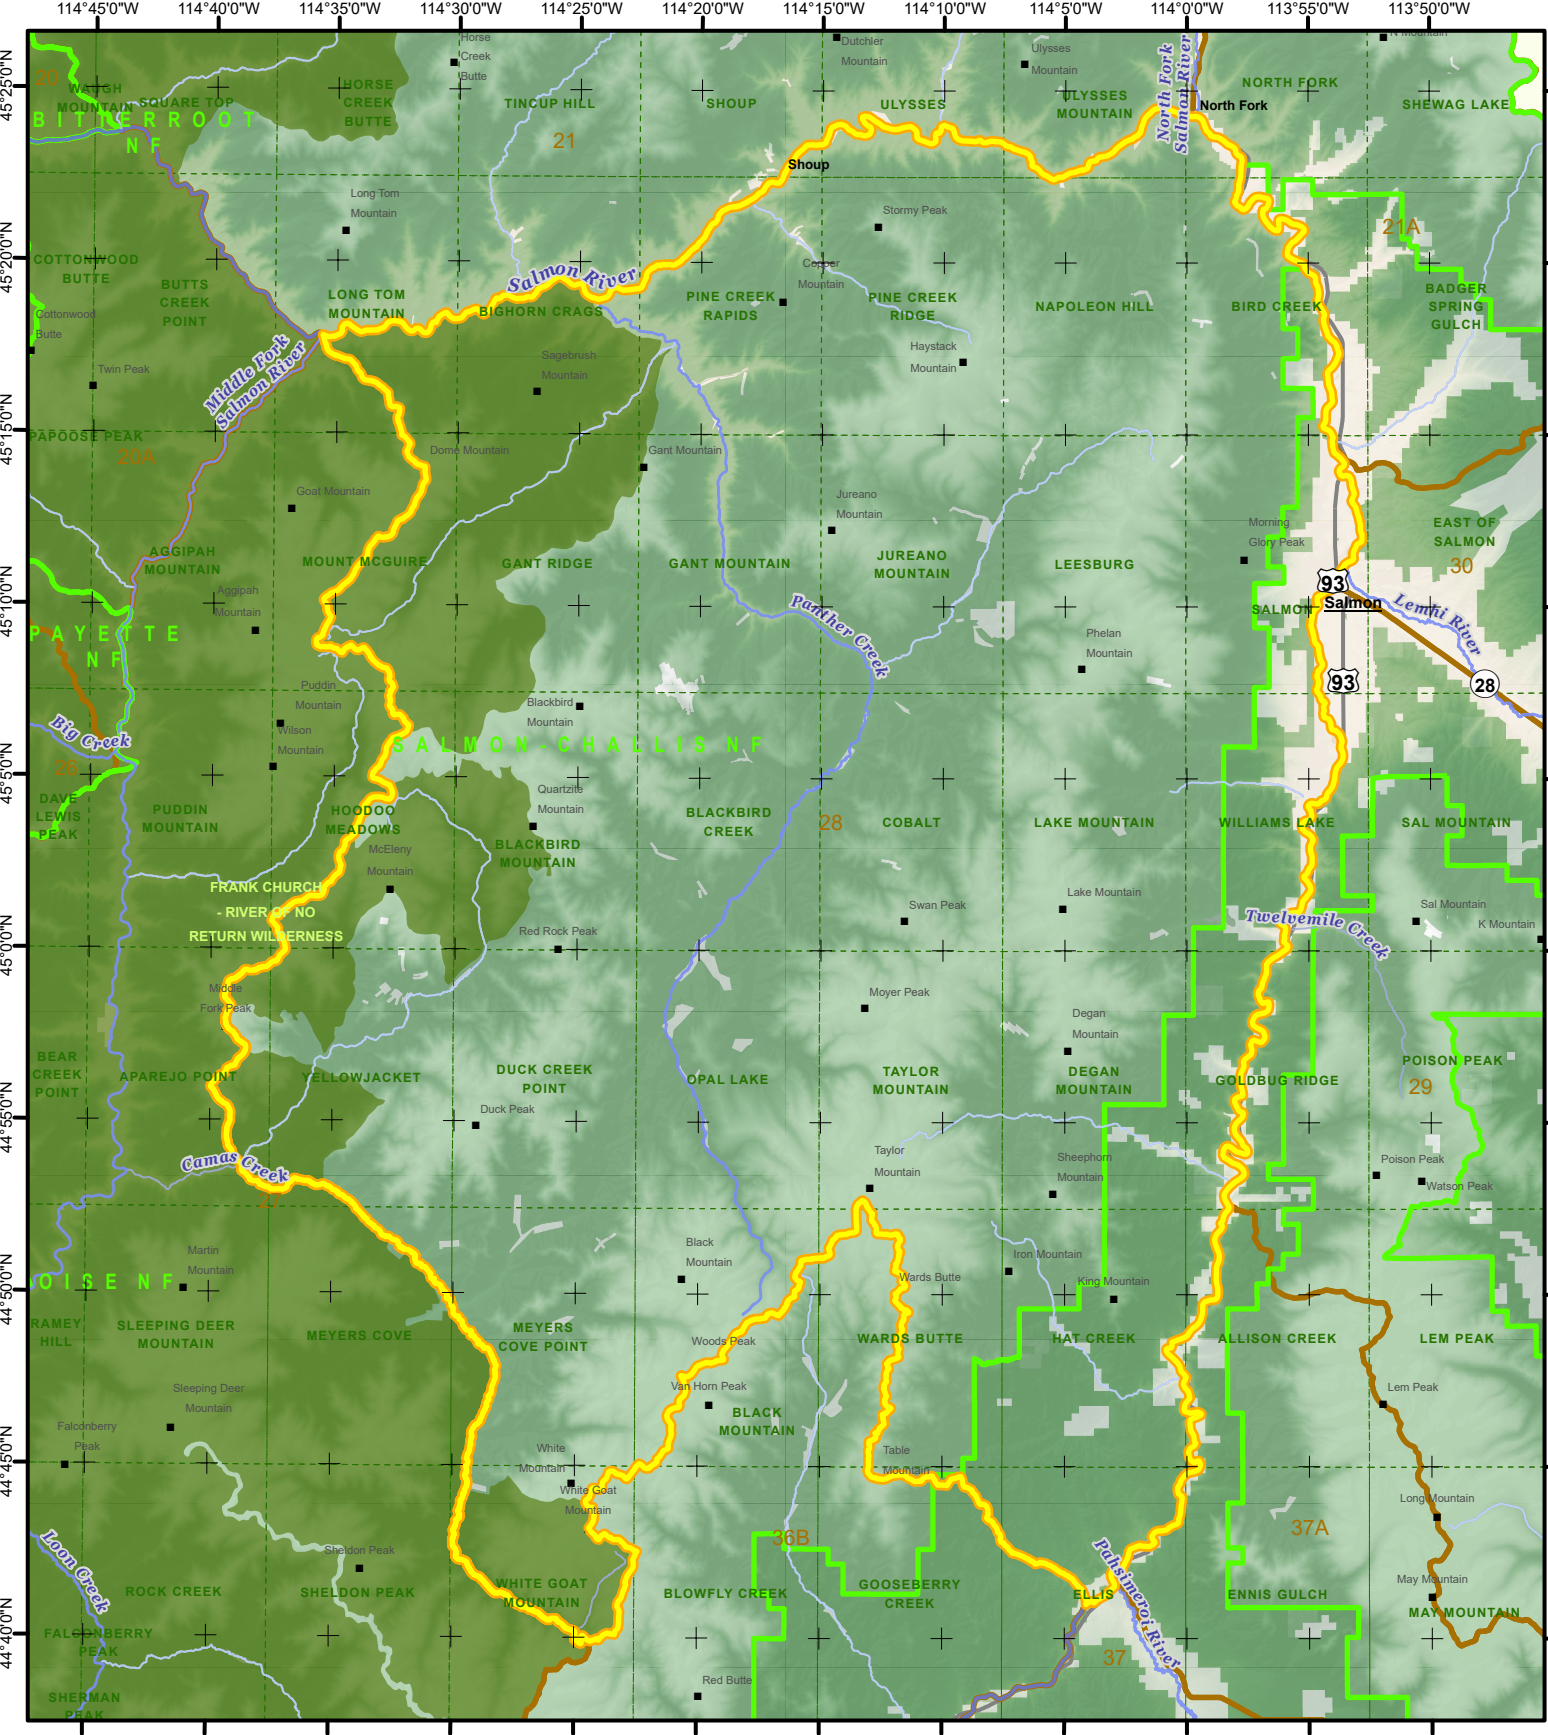 114°45'0"W 114°40'0"W 114°35'0"W 114°30'0"W 114°25'0"W 114°20'0"W 114°15'0"W 114°10'0"W 114°5'0"W 114°0'0"W 113°55'0"W 113°50'0"W
45°25'0"N
45°20'0"N
45°15'0"N
45°10'0"N
45°5'0"N
45°0'0"N
44°55'0"N
44°50'0"N
44°45'0"N
44°40'0"N
Horse
Creek
Butte
Dutchler
Mountain
Ulysses
Mountain
20
WAUGH
MOUNTAIN
SQUARE TOP
HORSE
CREEK
BUTTE
TINCUP HILL
SHOUP
ULYSSES
ULYSSES
MOUNTAIN
North Fork
Salmon River
NORTH FORK
North Fork
SHEWAG LAKE
BITTERROOT
NF
21
Shoup
Long Tom
Mountain
Stormy Peak
21A
COTTONWOOD
BUTTE
BUTTS
CREEK
POINT
LONG TOM
MOUNTAIN
Salmon River
BIGHORN CRAGS
Copper
Mountain
PINE CREEK
RAPIDS
PINE CREEK
RIDGE
NAPOLEON HILL
BIRD CREEK
BADGER
SPRING
GULCH
Cottonwood
Butte
Twin Peak
Middle Fork
Salmon River
Sagebrush
Mountain
Haystack
Mountain
PAPOOSE PEAK
20A
Dome Mountain
Gant Mountain
Goat Mountain
Jureano
Mountain
Morning
Glory Peak
EAST OF
SALMON
30
AGGIPAH
MOUNTAIN
MOUNT MCGUIRE
GANT RIDGE
GANT MOUNTAIN
JUREANO
MOUNTAIN
LEESBURG
Aggipah
Mountain
93
SALMON
Salmon
Lemhi River
Panther Creek
PAYETTE
NF
Phelan
Mountain
93
28
Puddin
Mountain
Wilson
Mountain
Blackbird
Mountain
Big Creek
26
SALMON-CHALLIS NF
DAVE
LEWIS
PEAK
PUDDIN
MOUNTAIN
HOODOO
MEADOWS
Quartzite
Mountain
BLACKBIRD
MOUNTAIN
BLACKBIRD
CREEK
28
COBALT
LAKE MOUNTAIN
WILLIAMS LAKE
SAL MOUNTAIN
McEleny
Mountain
FRANK CHURCH
- RIVER OF NO
RETURN WILDERNESS
Red Rock Peak
Swan Peak
Lake Mountain
Twelvemile Creek
Sal Mountain
K Mountain
Middle
Fork Peak
Moyer Peak
Degan
Mountain
BEAR
CREEK
POINT
APAREJO POINT
YELLOWJACKET
DUCK CREEK
POINT
OPAL LAKE
TAYLOR
MOUNTAIN
DEGAN
MOUNTAIN
GOLDBUG RIDGE
POISON PEAK
29
Duck Peak
Camas Creek
Taylor
Mountain
Sheephorn
Mountain
Poison Peak
Watson Peak
Martin
Mountain
Black
Mountain
Iron Mountain
King Mountain
Wards Butte
OISE NF
RAMEY
HILL
SLEEPING DEER
MOUNTAIN
MEYERS COVE
MEYERS
COVE POINT
Woods Peak
WARDS BUTTE
HAT CREEK
ALLISON CREEK
LEM PEAK
Sleeping Deer
Mountain
Van Horn Peak
BLACK
MOUNTAIN
Lem Peak
Falconberry
Peak
White
Mountain
Table
Mountain
White Goat
Mountain
Long Mountain
36B
37A
Loon Creek
Sheldon Peak
Pahsimeroi River
May Mountain
ROCK CREEK
SHELDON PEAK
WHITE GOAT
MOUNTAIN
BLOWFLY CREEK
GOOSEBERRY
CREEK
ELLIS
ENNIS GULCH
MAY MOUNTAIN
FALCONBERRY
PEAK
37
Red Butte
SHERMAN
PEAK